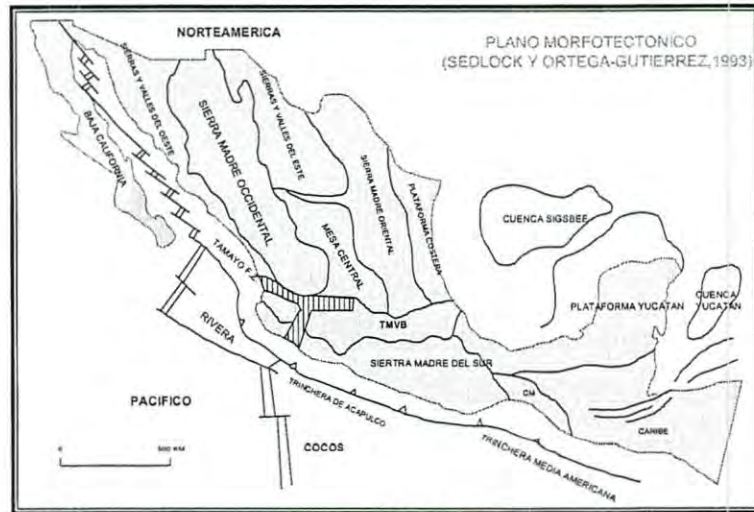 NORTEAMERICA
PLANO MORFOTECTONICO
(SEDLOCK Y ORTEGA-GUTIERREZ,1993)
SIERRAS Y VALLES DEL OESTE
SIERRAS Y VALLES DEL ESTE
BAJA CALIFORNIA
SIERRA MADRE OCCIDENTAL
SIERRA MADRE ORIENTAL
PLATAFORMA COSTERA
MESA CENTRAL
CUENCA SIGSBEE
TAMAYO F.
PLATAFORMA YUCATAN
CUENCA
YUCATAN
RIVERA
TMVB
SIERTRA MADRE DEL SUR
CM
PACIFICO
TRINCHERA DE ACAPULCO
CARIBE
COCOS
TRINCHERA MEDIA AMERICANA
0
500 KM